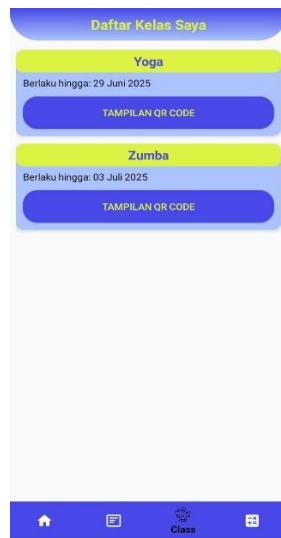 Daftar Kelas Saya
Yoga
Berlaku hingga: 29 Juni 2025
TAMPILAN QR CODE
Zumba
Berlaku hingga: 03 Juli 2025
TAMPILAN QR CODE
Class